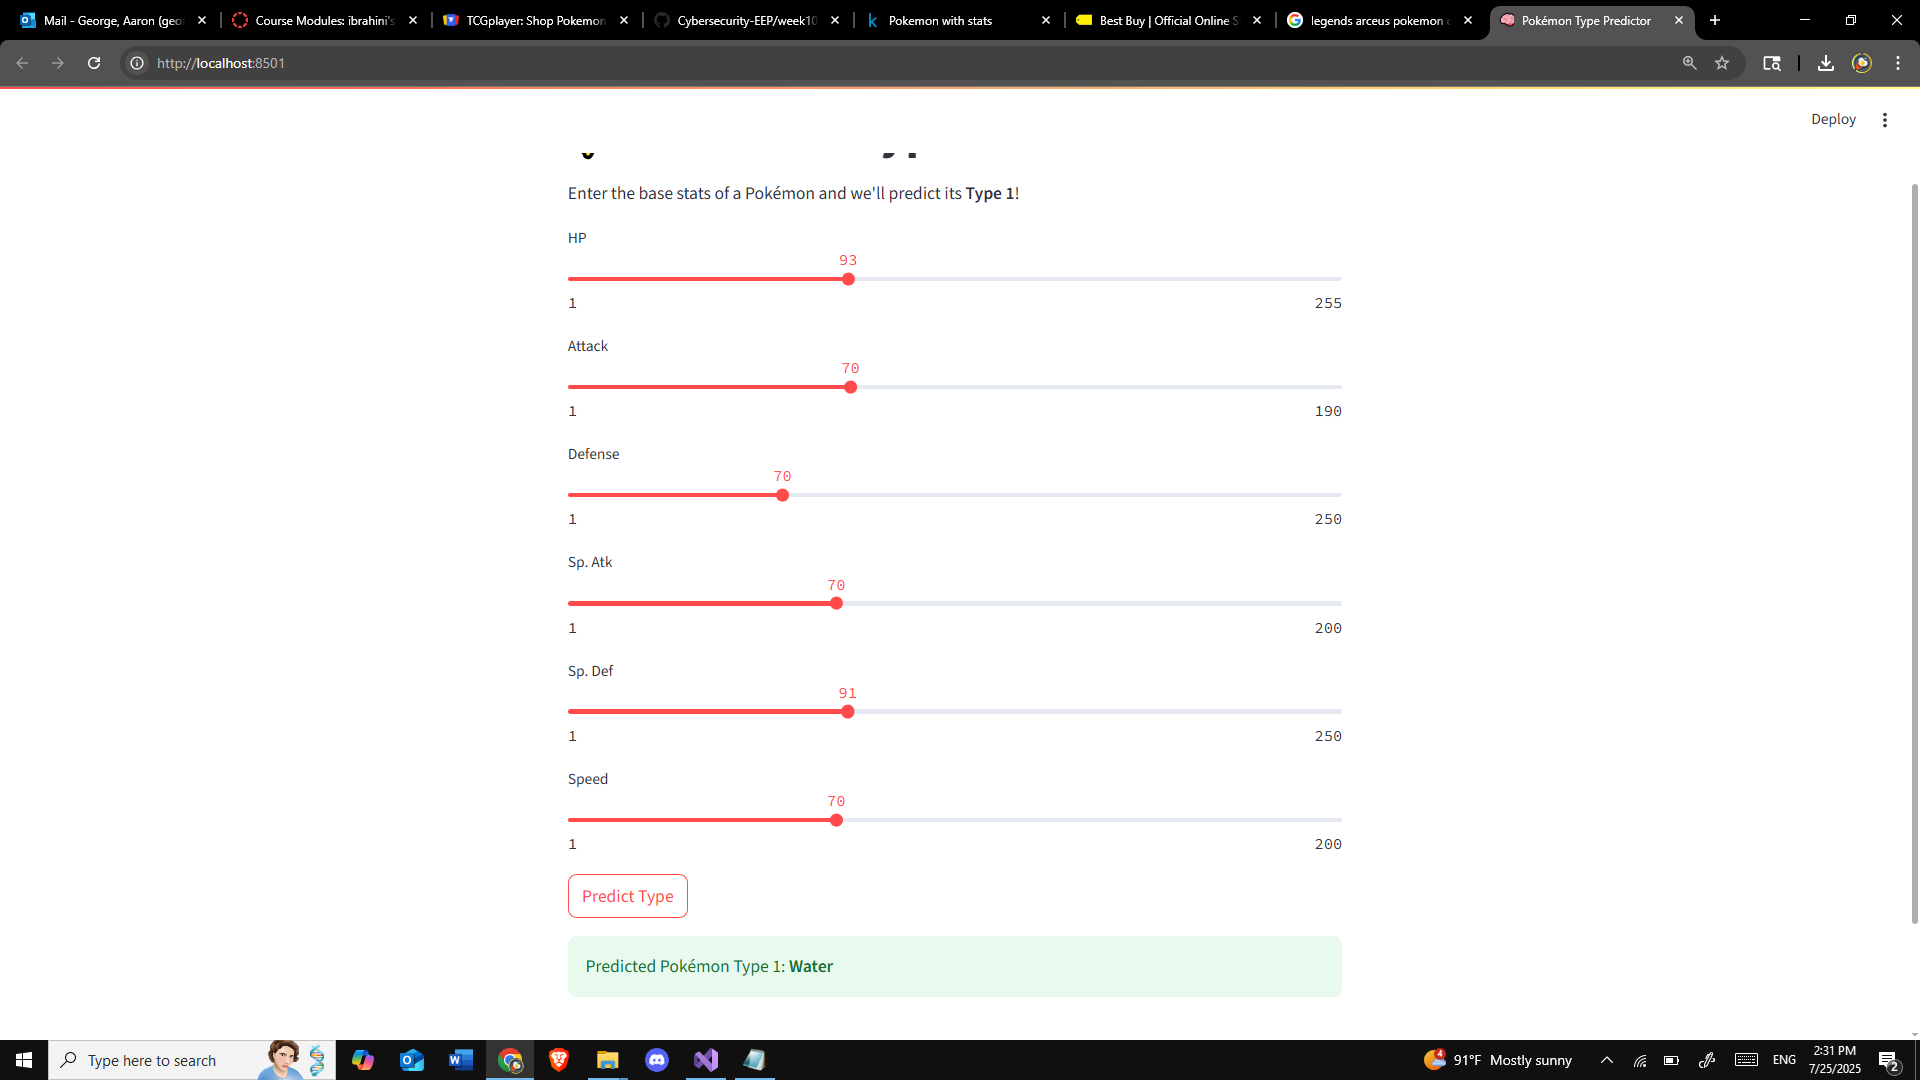 Mail - George, Aaron (geo
Course Modules: ibrahini's
TCGplayer: Shop Pokemon
Cybersecurity-EEP/week10
Pokemon with stats
Best Buy | Official Online S
legends arceus pokemon
Pokémon Type Predictor
http://localhost:8501
Deploy
Enter the base stats of a Pokémon and we'll predict its Type 1!
HP
93
1 255
Attack
70
1 190
Defense
70
1 250
Sp. Atk
70
1 200
Sp. Def
91
1 250
Speed
70
1 200
Predict Type
Predicted Pokémon Type 1: Water
Type here to search
4
91°F Mostly sunny
ENG
2:31 PM
7/25/2025
2